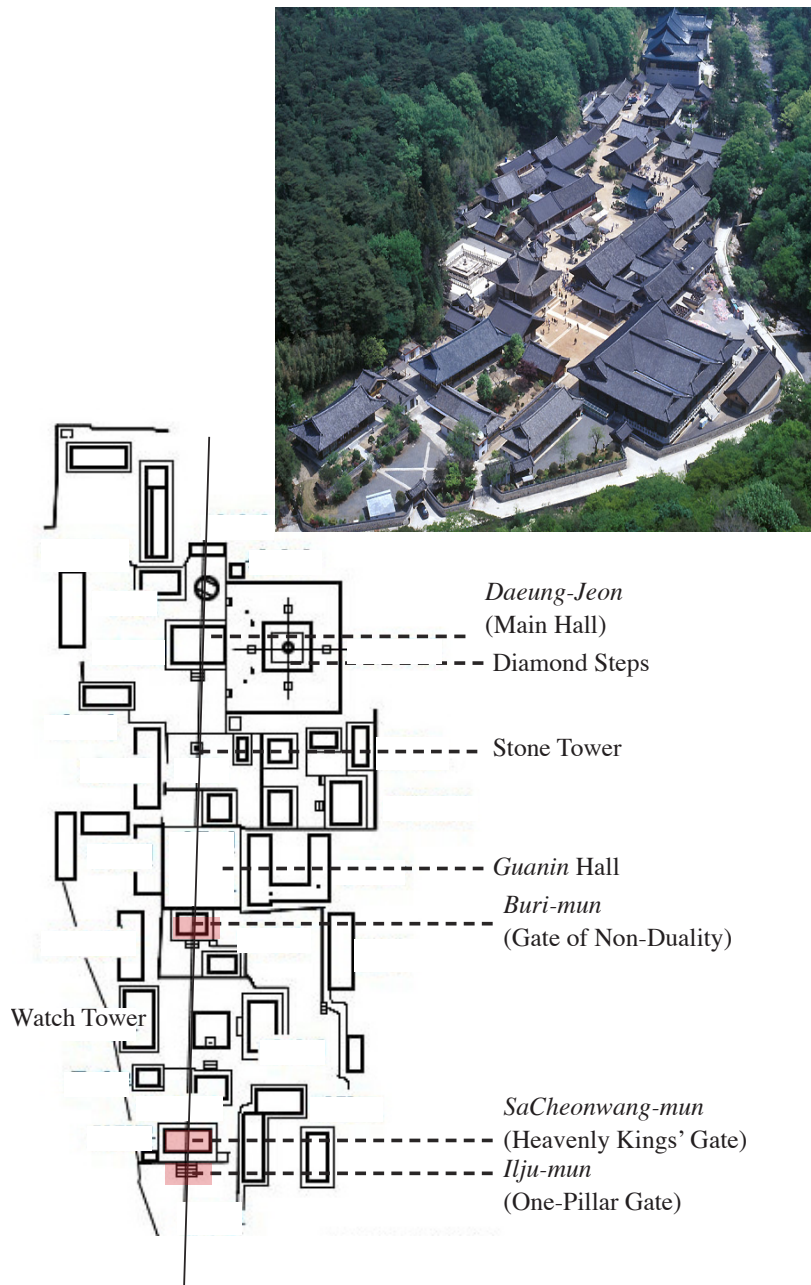 Daeung-Jeon
(Main Hall)
Diamond Steps
Stone Tower
Guanin Hall
Buri-mun
(Gate of Non-Duality)
Watch Tower
SaCheonwang-mun
(Heavenly Kings' Gate)
Ilju-mun
(One-Pillar Gate)